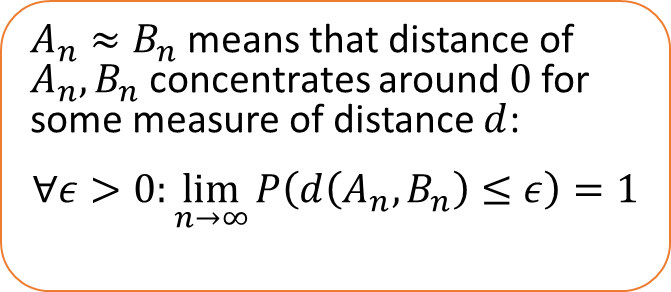 Aₙ ≈ Bₙ means that distance of
Aₙ, Bₙ concentrates around 0 for
some measure of distance d:
∀ϵ > 0: lim n→∞ P(d(Aₙ, Bₙ) ≤ ϵ) = 1